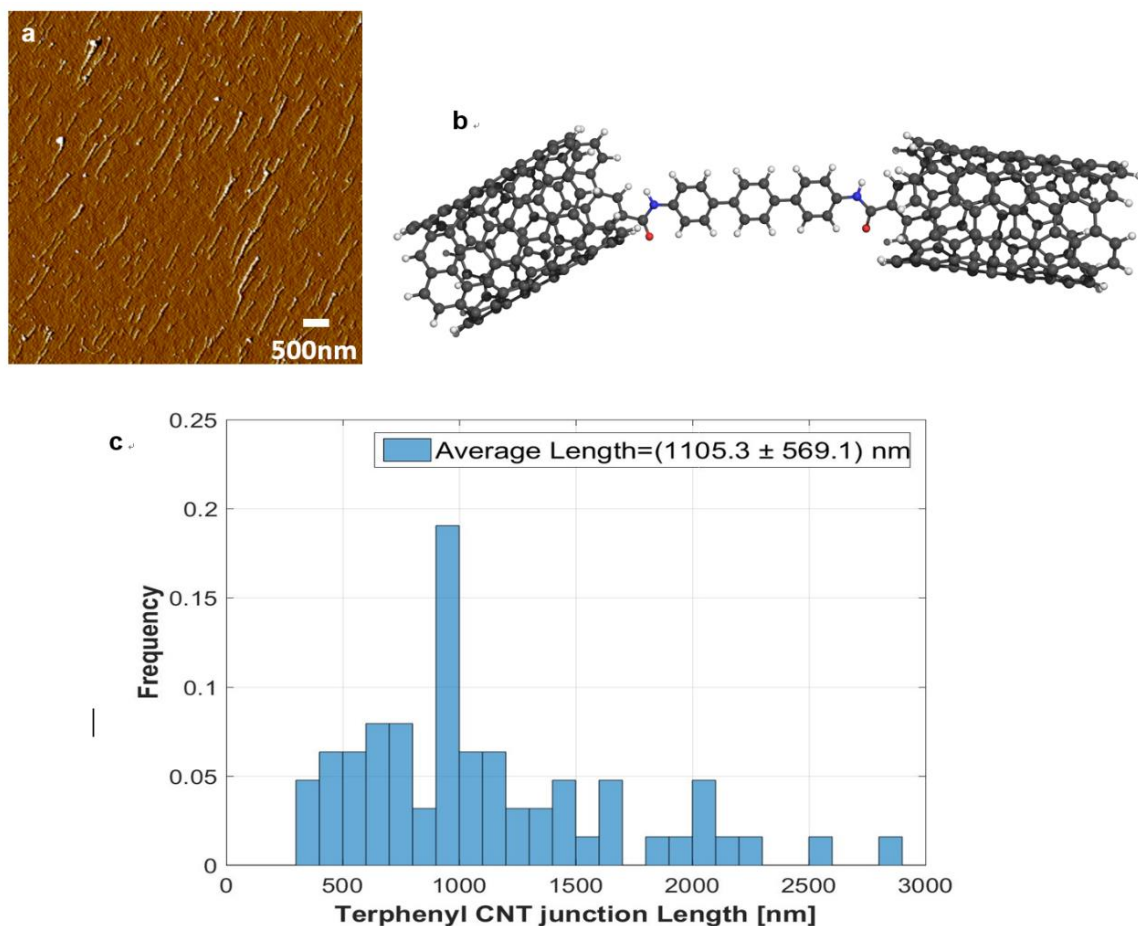 a
500nm
b
c
Average Length=(1105.3 ± 569.1) nm
0.25
0.2
0.15
0.1
0.05
0
Frequency
0 500 1000 1500 2000 2500 3000
Terphenyl CNT junction Length [nm]